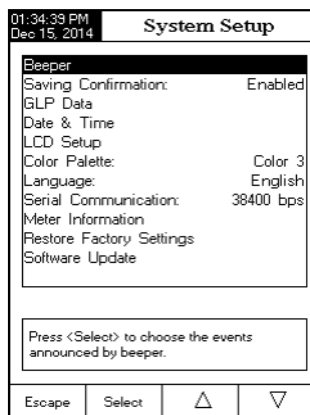 01:34:39 PM
Dec 15, 2014
System Setup
Beeper
Saving Confirmation: Enabled
GLP Data
Date & Time
LCD Setup
Color Palette: Color 3
Language: English
Serial Communication: 38400 bps
Meter Information
Restore Factory Settings
Software Update
Press <Select> to choose the events
announced by beeper.
Escape Select △ ▽